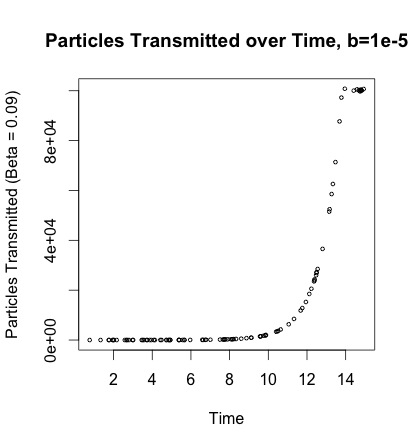 Particles Transmitted over Time, b=1e-5
Particles Transmitted (Beta = 0.09)
8e+04
4e+04
0e+00
2 4 6 8 10 12 14
Time